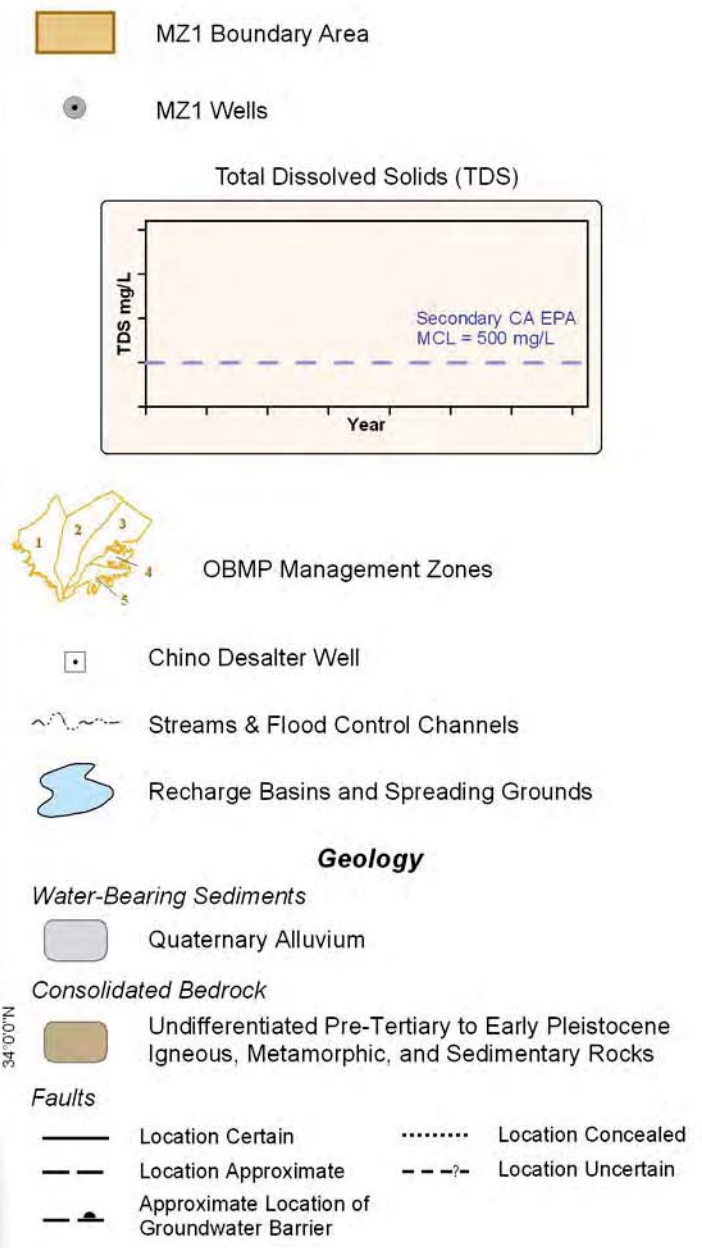 MZ1 Boundary Area
MZ1 Wells
Total Dissolved Solids (TDS)
TDS mg/L
Secondary CA EPA
MCL = 500 mg/L
Year
1
2
3
4
5
OBMP Management Zones
Chino Desalter Well
Streams & Flood Control Channels
Recharge Basins and Spreading Grounds
Geology
Water-Bearing Sediments
Quaternary Alluvium
Consolidated Bedrock
Undifferentiated Pre-Tertiary to Early Pleistocene
Igneous, Metamorphic, and Sedimentary Rocks
34°0'0"N
Faults
Location Certain
Location Concealed
Location Approximate
?
Location Uncertain
Approximate Location of
Groundwater Barrier